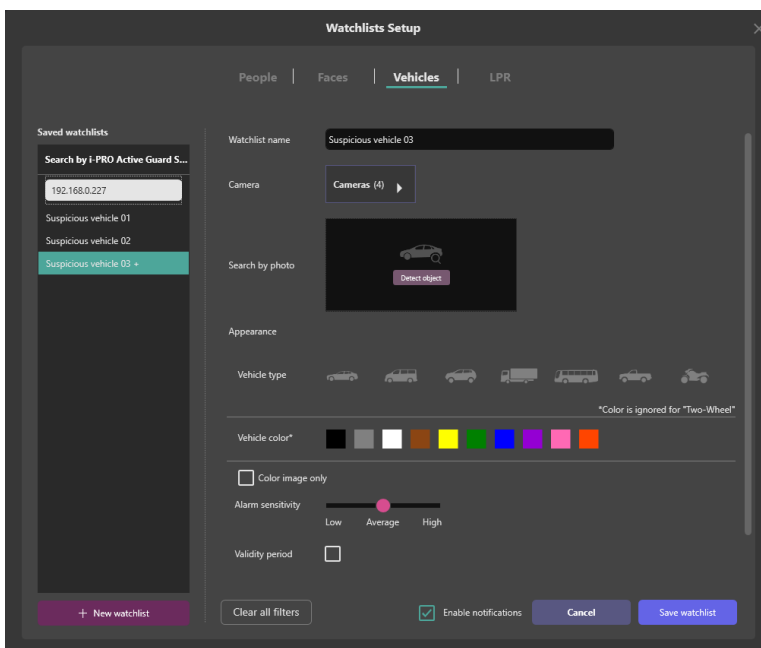 Watchlists Setup
People
Faces
Vehicles
LPR
Saved watchlists
Search by i-PRO Active Guard S...
192.168.0.227
Suspicious vehicle 01
Suspicious vehicle 02
Suspicious vehicle 03 +
+ New watchlist
Watchlist name
Suspicious vehicle 03
Camera
Cameras (4)
Search by photo
Detect object
Appearance
Vehicle type
*Color is ignored for "Two-Wheel"
Vehicle color*
Color image only
Alarm sensitivity
Low Average High
Validity period
Clear all filters
Enable notifications
Cancel
Save watchlist